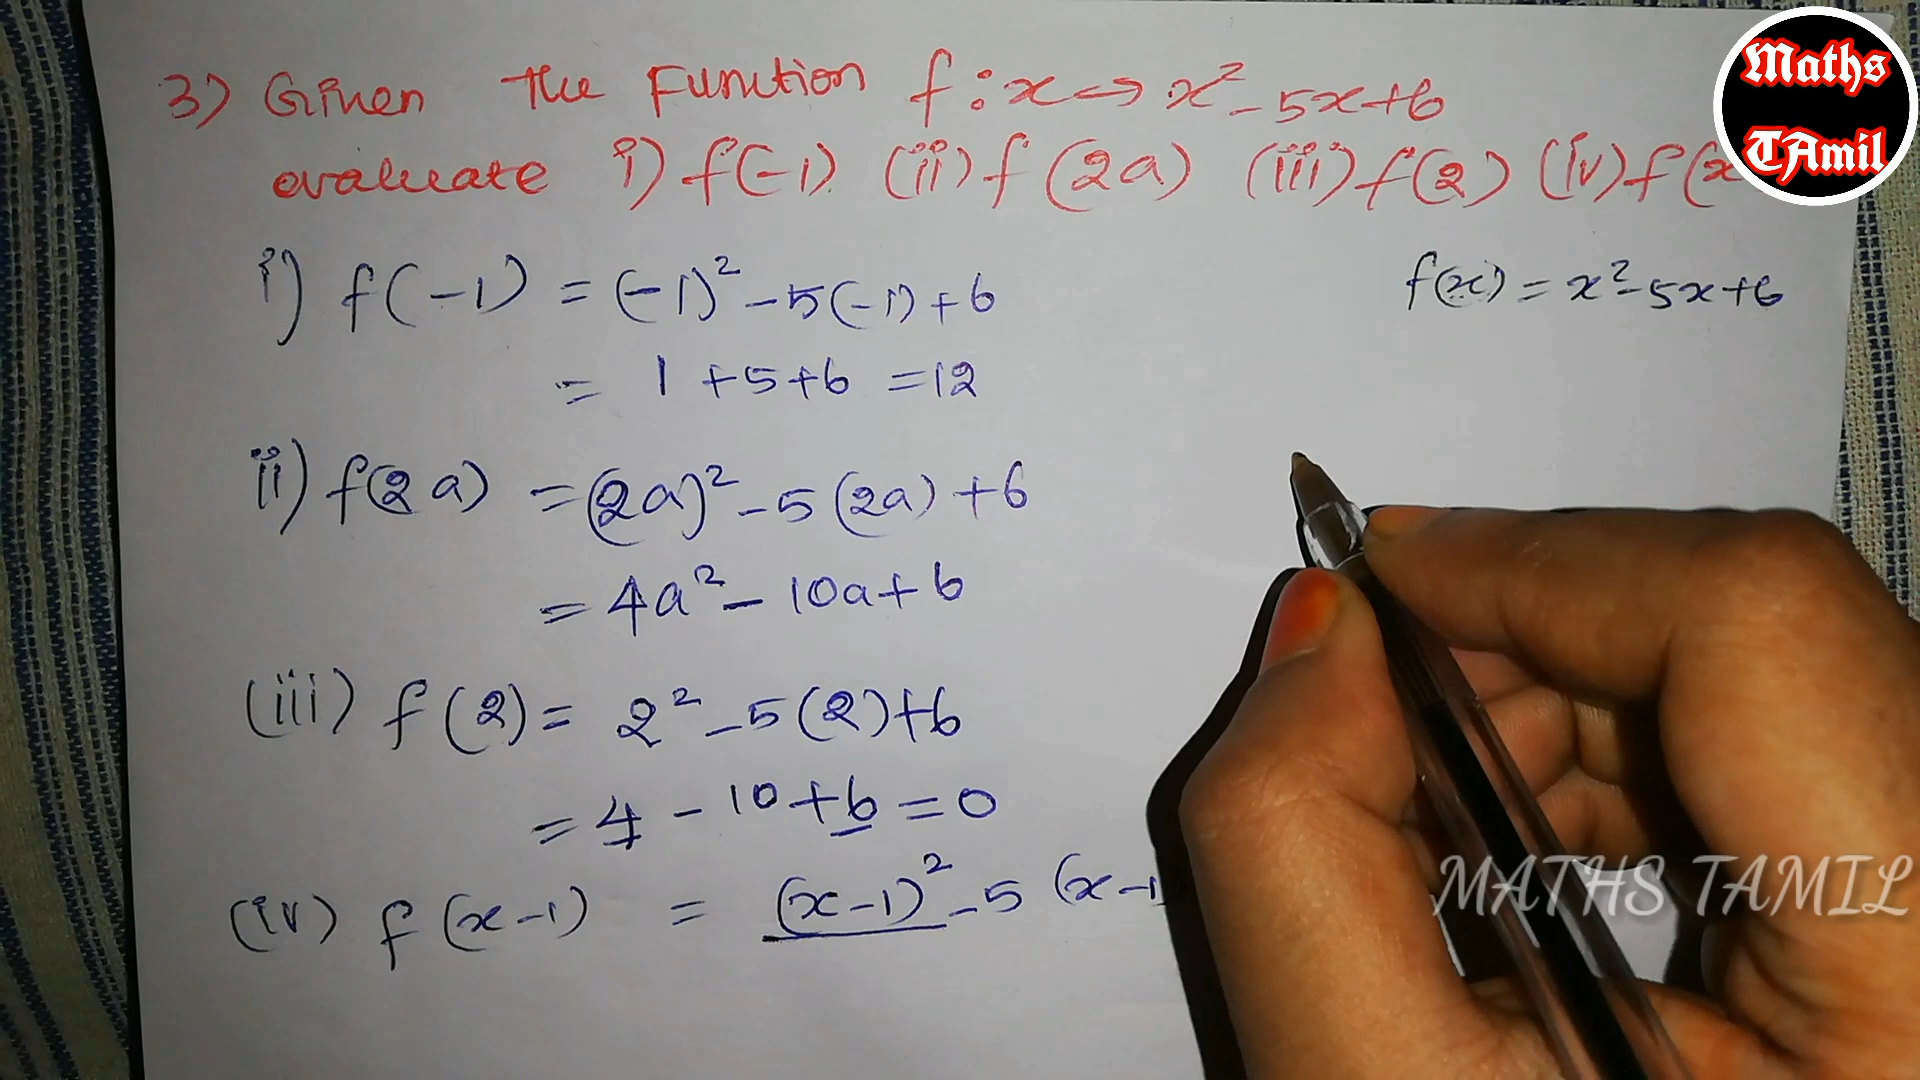 Maths
TAmil
3) Given the Function f : x → x² - 5x + 6
evaluate i) f(-1) (ii) f(2a) (iii) f(2) (iv) f(x
i) f(-1) = (-1)² - 5(-1) + 6
f(x) = x² - 5x + 6
= 1 + 5 + 6 = 12
ii) f(2a) = (2a)² - 5(2a) + 6
= 4a² - 10a + 6
(iii) f(2) = 2² - 5(2) + 6
= 4 - 10 + 6 = 0
(iv) f(x-1) = (x-1)² - 5 (x-1
MATHS TAMIL